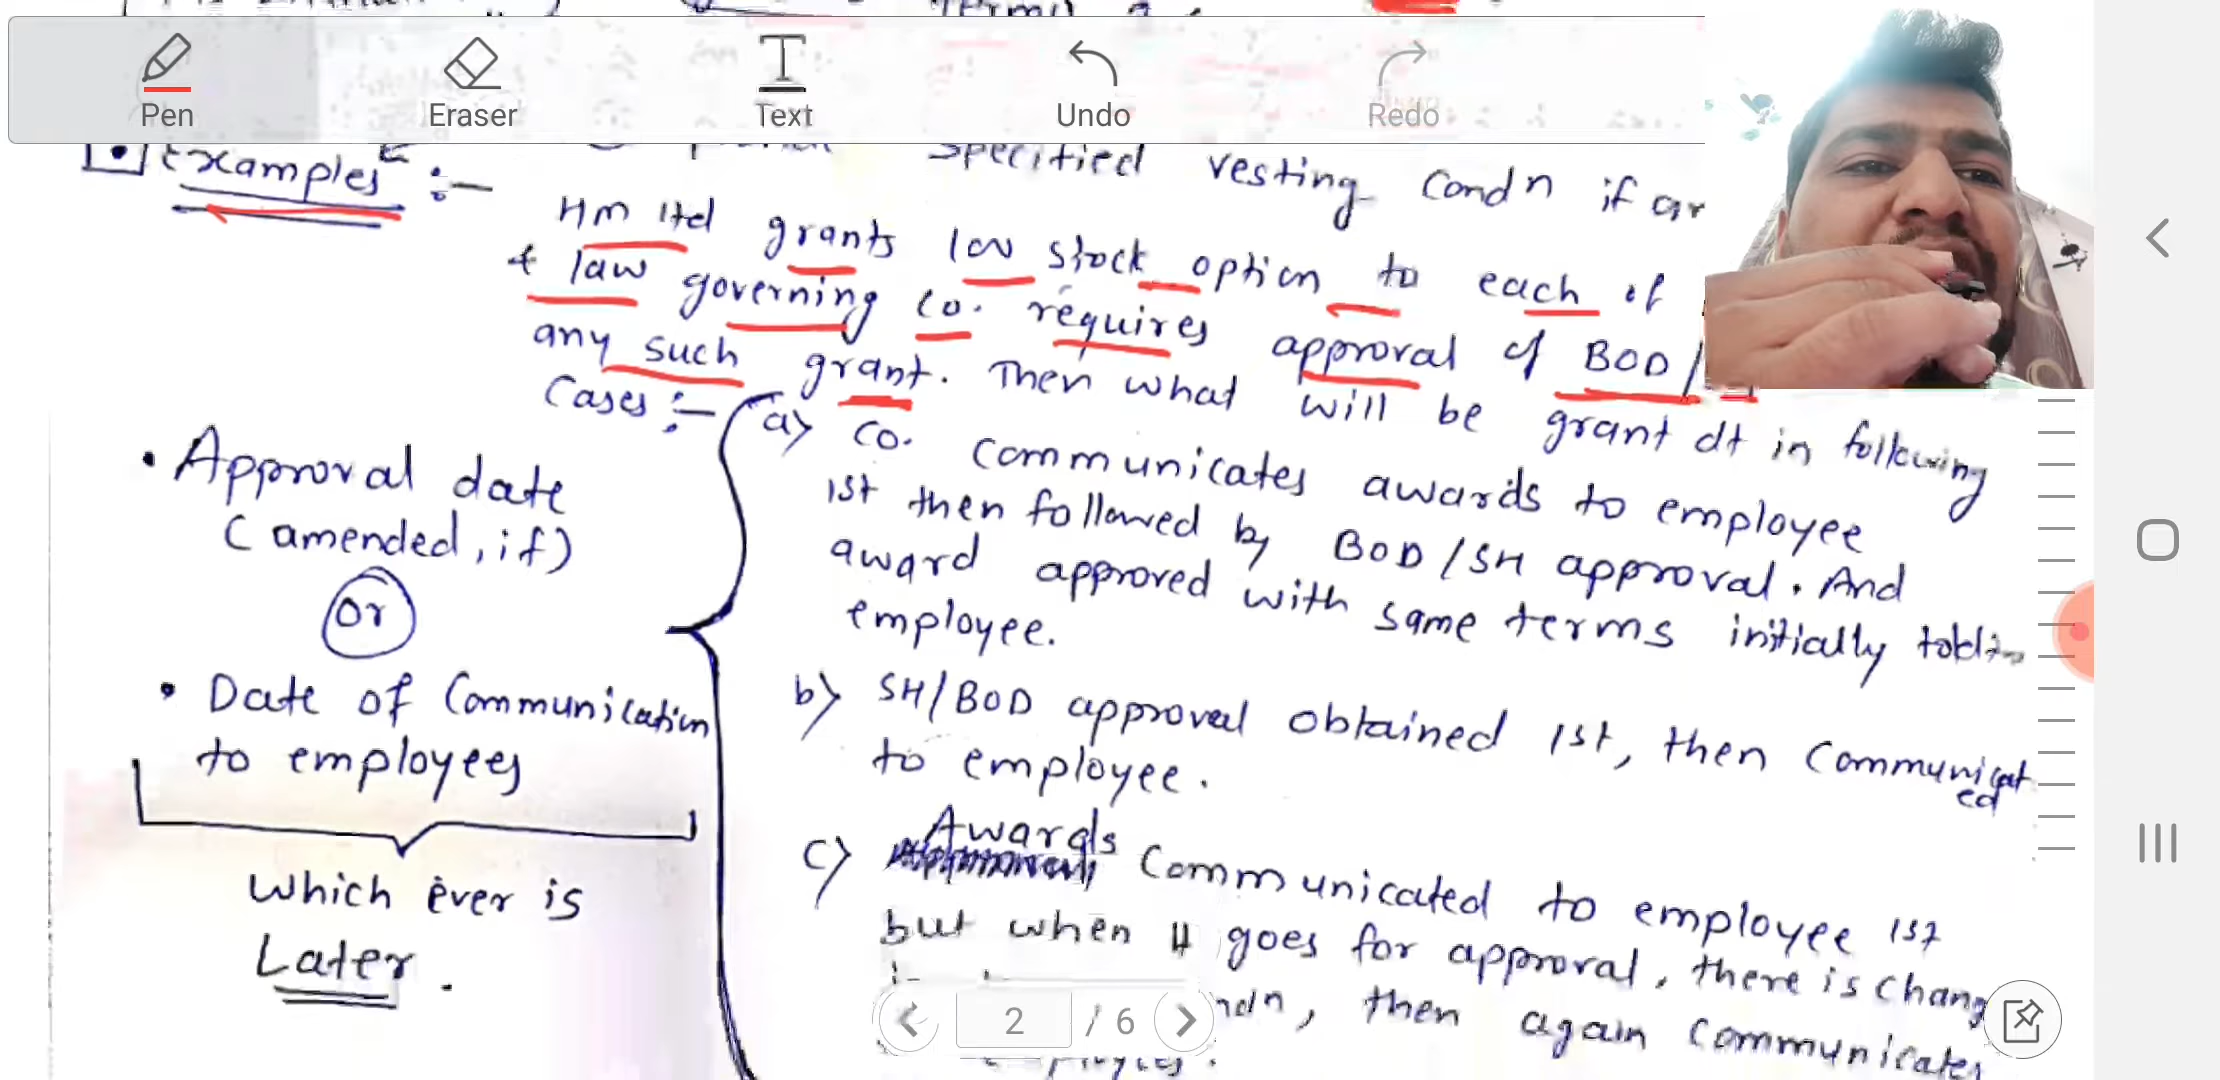 Pen
Eraser
Text
Undo
Redo
Examples :-
specified vesting Condn if
Hm ltd grants 100 stock option to each of
& law governing co. requires approval of BOD/
any such grant. Then what will be grant dt in following
Cases :-
a) Co. Communicates awards to employee
1st then followed by BOD/SH approval. And
award approved with same terms initially told to
employee.
b) SH/BOD approval obtained 1st, then Communicated
to employee.
c) Awards Communicated to employee 1st
but when it goes for approval, there is chang
then again Communicates
• Approval date
(amended, if)
Or
• Date of Communication
to employees
Which ever is
Later.
2 / 6